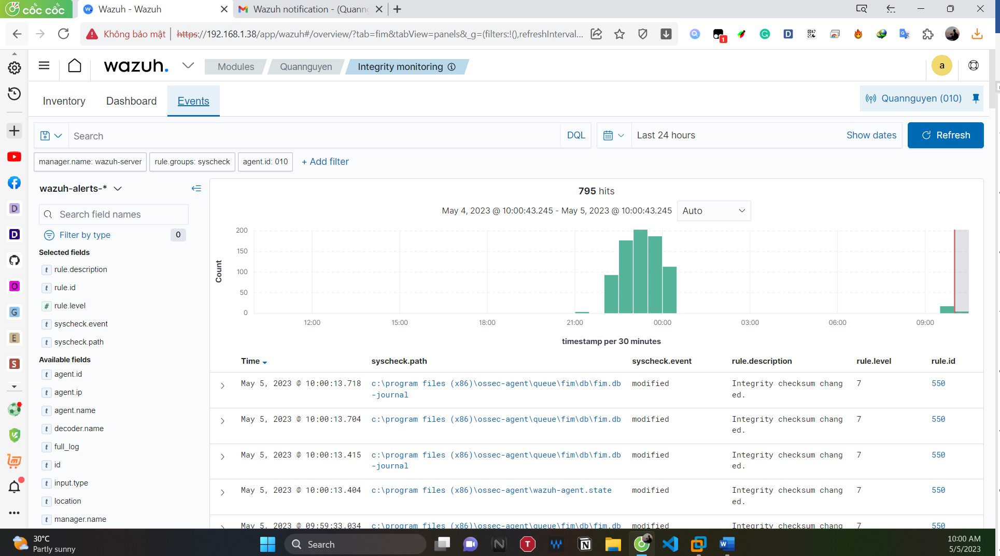 cốc cốc
Wazuh - Wazuh
Wazuh notification - (Quann
Không bảo mật
https://192.168.1.38/app/wazuh#/overview/?tab=fim&tabView=panels&_g=(filters:!(),refreshInterval...
1
wazuh.
Modules
Quannguyen
Integrity monitoring
a
Inventory
Dashboard
Events
Quannguyen (010)
Search
DQL
Last 24 hours
Show dates
Refresh
manager.name: wazuh-server
rule.groups: syscheck
agent.id: 010
+ Add filter
wazuh-alerts-*
Search field names
Filter by type
0
Selected fields
t rule.description
t rule.id
# rule.level
t syscheck.event
t syscheck.path
Available fields
t agent.id
t agent.ip
t agent.name
t decoder.name
t full_log
t id
t input.type
t location
t manager.name
D
D
O
G
E
S
795 hits
May 4, 2023 @ 10:00:43.245 - May 5, 2023 @ 10:00:43.245
Auto
Count
200
150
100
50
0
12:00
15:00
18:00
21:00
00:00
03:00
06:00
09:00
timestamp per 30 minutes
Time
syscheck.path
syscheck.event
rule.description
rule.level
rule.id
May 5, 2023 @ 10:00:13.718
c:\program files (x86)\ossec-agent\queue\fim\db\fim.db
-journal
modified
Integrity checksum chang
ed.
7
550
May 5, 2023 @ 10:00:13.704
c:\program files (x86)\ossec-agent\queue\fim\db\fim.db
modified
Integrity checksum chang
ed.
7
550
May 5, 2023 @ 10:00:13.415
c:\program files (x86)\ossec-agent\queue\fim\db\fim.db
-journal
modified
Integrity checksum chang
ed.
7
550
May 5, 2023 @ 10:00:13.404
c:\program files (x86)\ossec-agent\wazuh-agent.state
modified
Integrity checksum chang
ed.
7
550
May 5, 2023 @ 09:59:33.034
c:\program files (x86)\ossec-agent\queue\fim\db\fim.db
modified
Integrity checksum chang
7
550
30°C
Partly sunny
Search
10:00 AM
5/5/2023